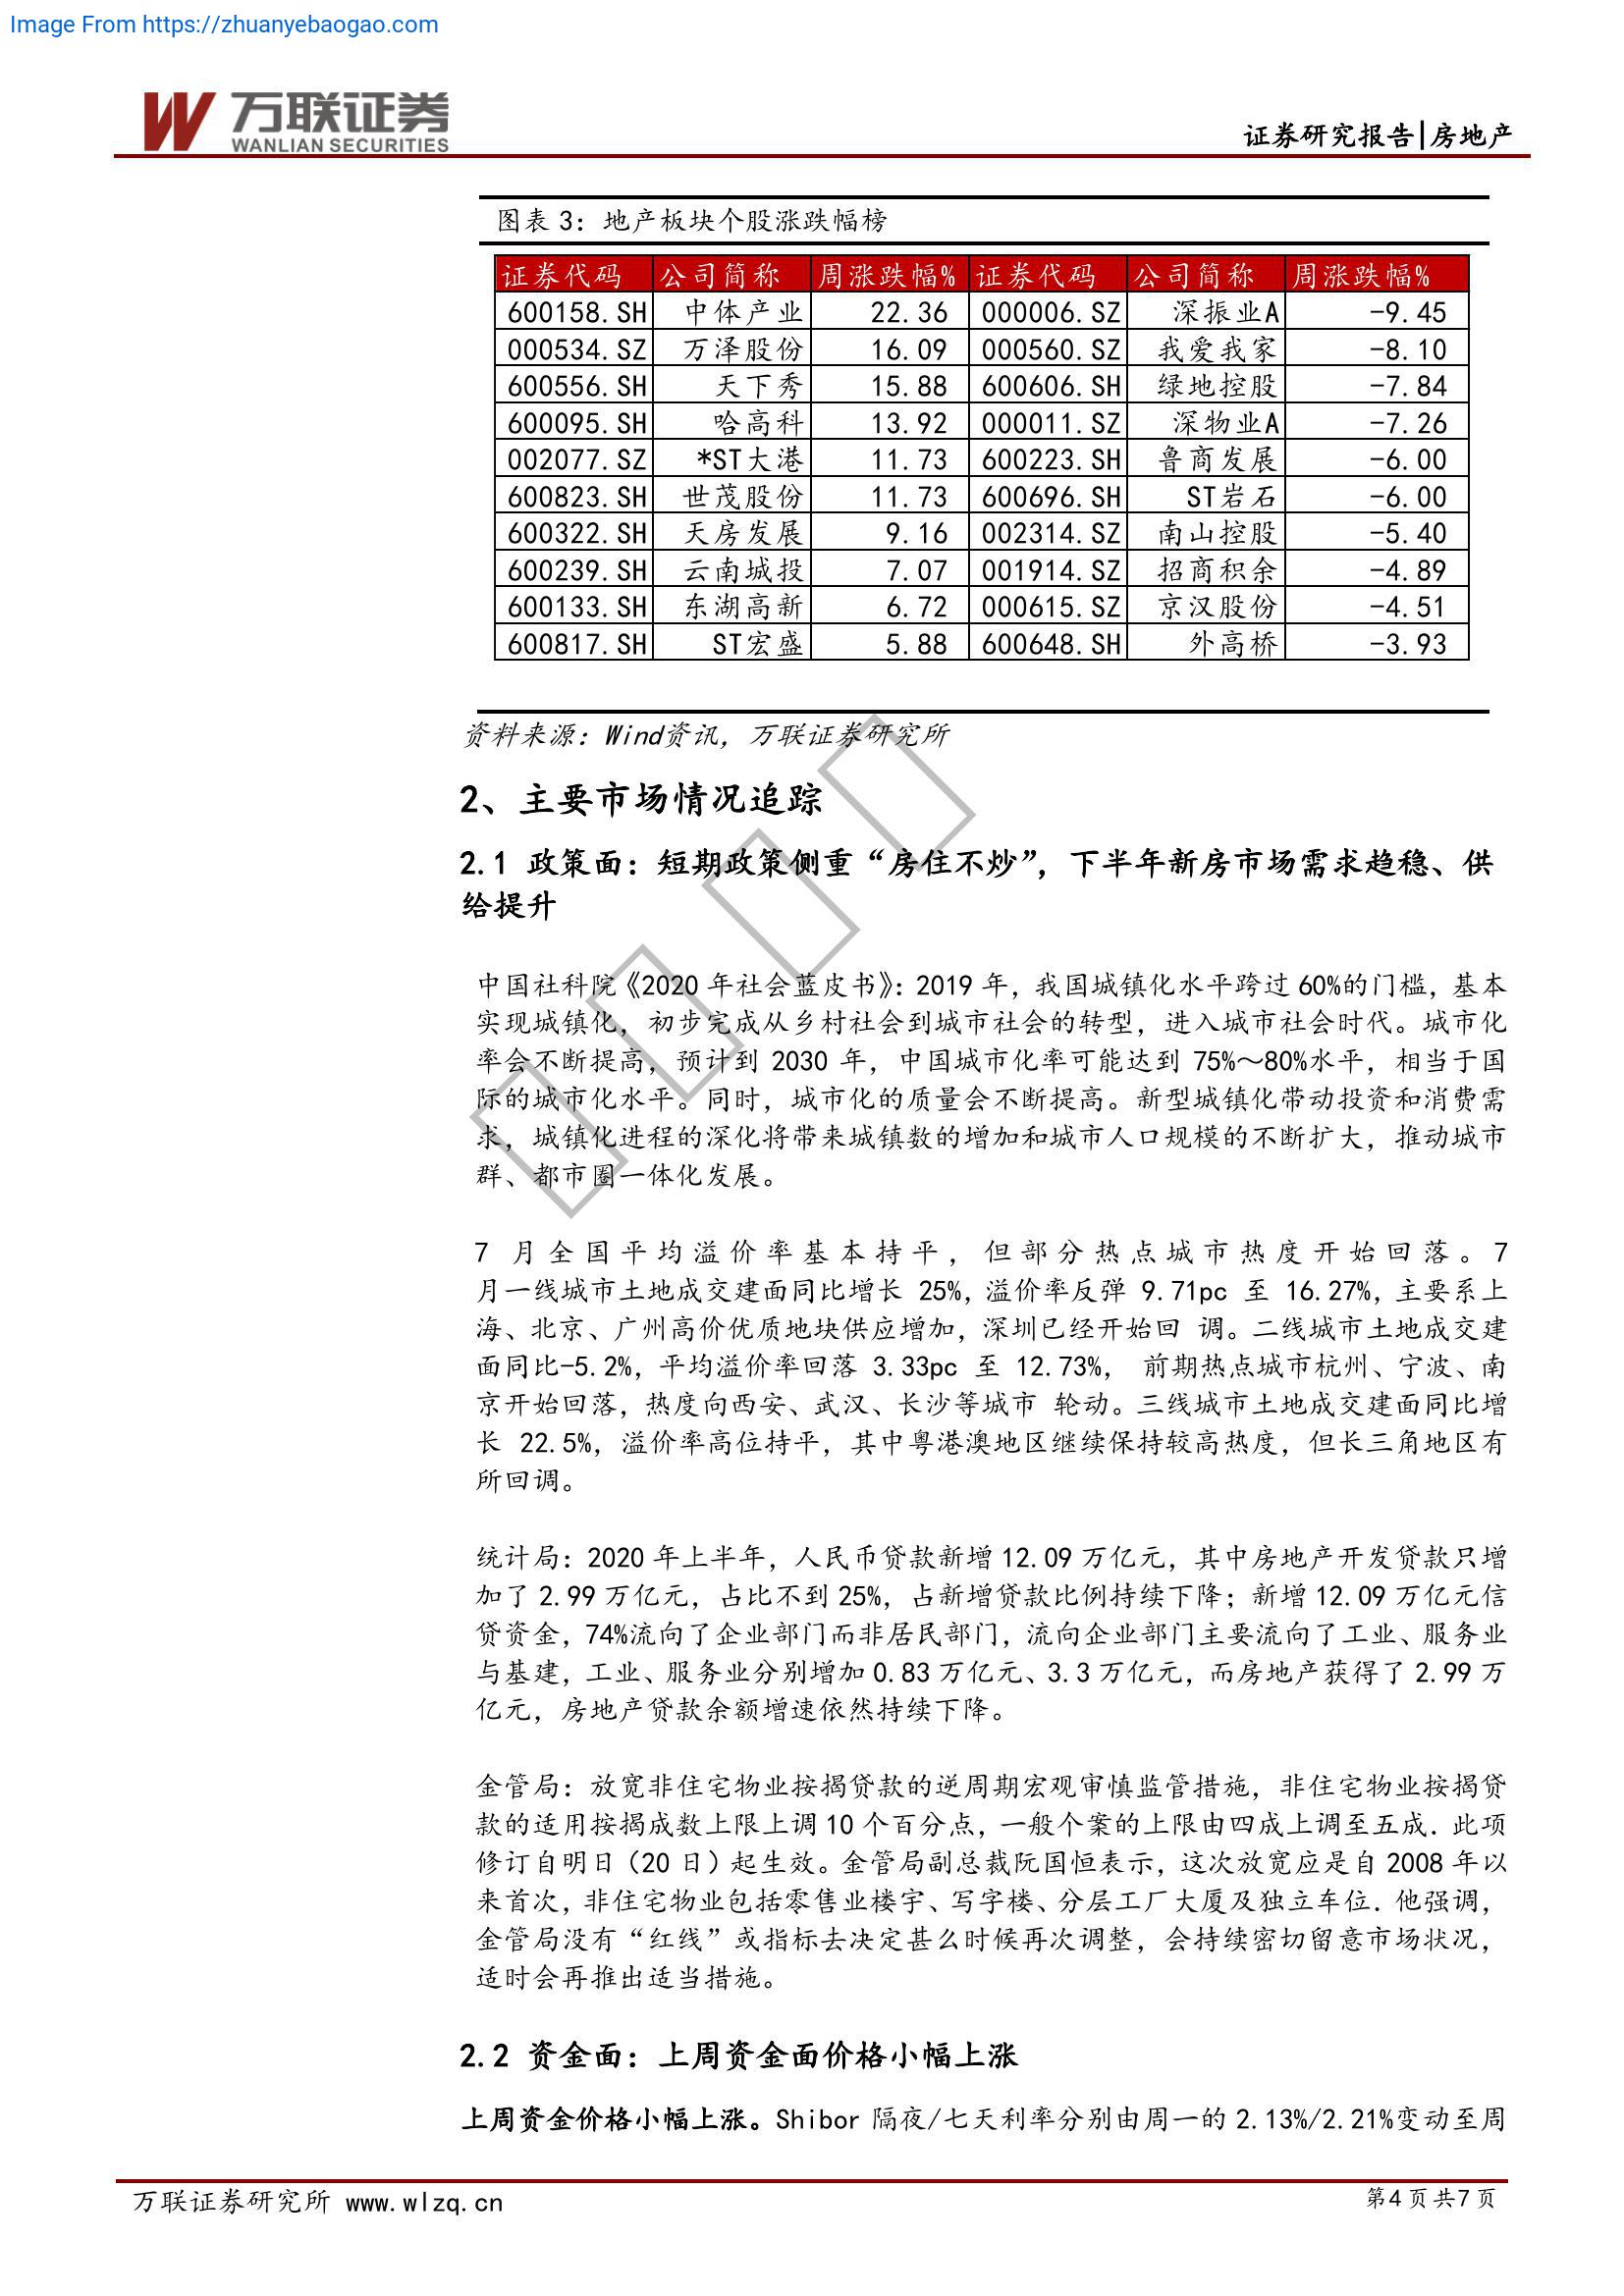 Image From https://zhuanyebaogao.com
万联证券
WANLIAN SECURITIES
证券研究报告|房地产
图表 3：地产板块个股涨跌幅榜
证券代码 公司简称 周涨跌幅% 证券代码 公司简称 周涨跌幅%
600158.SH 中体产业 22.36 000006.SZ 深振业A -9.45
000534.SZ 万泽股份 16.09 000560.SZ 我爱我家 -8.10
600556.SH 天下秀 15.88 600606.SH 绿地控股 -7.84
600095.SH 哈高科 13.92 000011.SZ 深物业A -7.26
002077.SZ *ST大港 11.73 600223.SH 鲁商发展 -6.00
600823.SH 世茂股份 11.73 600696.SH ST岩石 -6.00
600322.SH 天房发展 9.16 002314.SZ 南山控股 -5.40
600239.SH 云南城投 7.07 001914.SZ 招商积余 -4.89
600133.SH 东湖高新 6.72 000615.SZ 京汉股份 -4.51
600817.SH ST宏盛 5.88 600648.SH 外高桥 -3.93
资料来源：Wind资讯，万联证券研究所
2、主要市场情况追踪
2.1 政策面：短期政策侧重“房住不炒”，下半年新房市场需求趋稳、供
给提升
中国社科院《2020 年社会蓝皮书》：2019 年，我国城镇化水平跨过 60%的门槛，基本
实现城镇化，初步完成从乡村社会到城市社会的转型，进入城市社会时代。城市化
率会不断提高，预计到 2030 年，中国城市化率可能达到 75%～80%水平，相当于国
际的城市化水平。同时，城市化的质量会不断提高。新型城镇化带动投资和消费需
求，城镇化进程的深化将带来城镇数的增加和城市人口规模的不断扩大，推动城市
群、都市圈一体化发展。
7 月全国平均溢价率基本持平，但部分热点城市热度开始回落。7
月一线城市土地成交建面同比增长 25%，溢价率反弹 9.71pc 至 16.27%，主要系上
海、北京、广州高价优质地块供应增加，深圳已经开始回 调。二线城市土地成交建
面同比-5.2%，平均溢价率回落 3.33pc 至 12.73%， 前期热点城市杭州、宁波、南
京开始回落，热度向西安、武汉、长沙等城市 轮动。三线城市土地成交建面同比增
长 22.5%，溢价率高位持平，其中粤港澳地区继续保持较高热度，但长三角地区有
所回调。
统计局：2020 年上半年，人民币贷款新增 12.09 万亿元，其中房地产开发贷款只增
加了 2.99 万亿元，占比不到 25%，占新增贷款比例持续下降；新增 12.09 万亿元信
贷资金，74%流向了企业部门而非居民部门，流向企业部门主要流向了工业、服务业
与基建，工业、服务业分别增加 0.83 万亿元、3.3 万亿元，而房地产获得了 2.99 万
亿元，房地产贷款余额增速依然持续下降。
金管局：放宽非住宅物业按揭贷款的逆周期宏观审慎监管措施，非住宅物业按揭贷
款的适用按揭成数上限上调 10 个百分点，一般个案的上限由四成上调至五成．此项
修订自明日（20 日）起生效。金管局副总裁阮国恒表示，这次放宽应是自 2008 年以
来首次，非住宅物业包括零售业楼宇、写字楼、分层工厂大厦及独立车位．他强调，
金管局没有“红线”或指标去决定甚么时候再次调整，会持续密切留意市场状况，
适时会再推出适当措施。
2.2 资金面：上周资金面价格小幅上涨
上周资金价格小幅上涨。Shibor 隔夜/七天利率分别由周一的 2.13%/2.21%变动至周
万联证券研究所 www.wlzq.cn
第 4 页 共 7 页